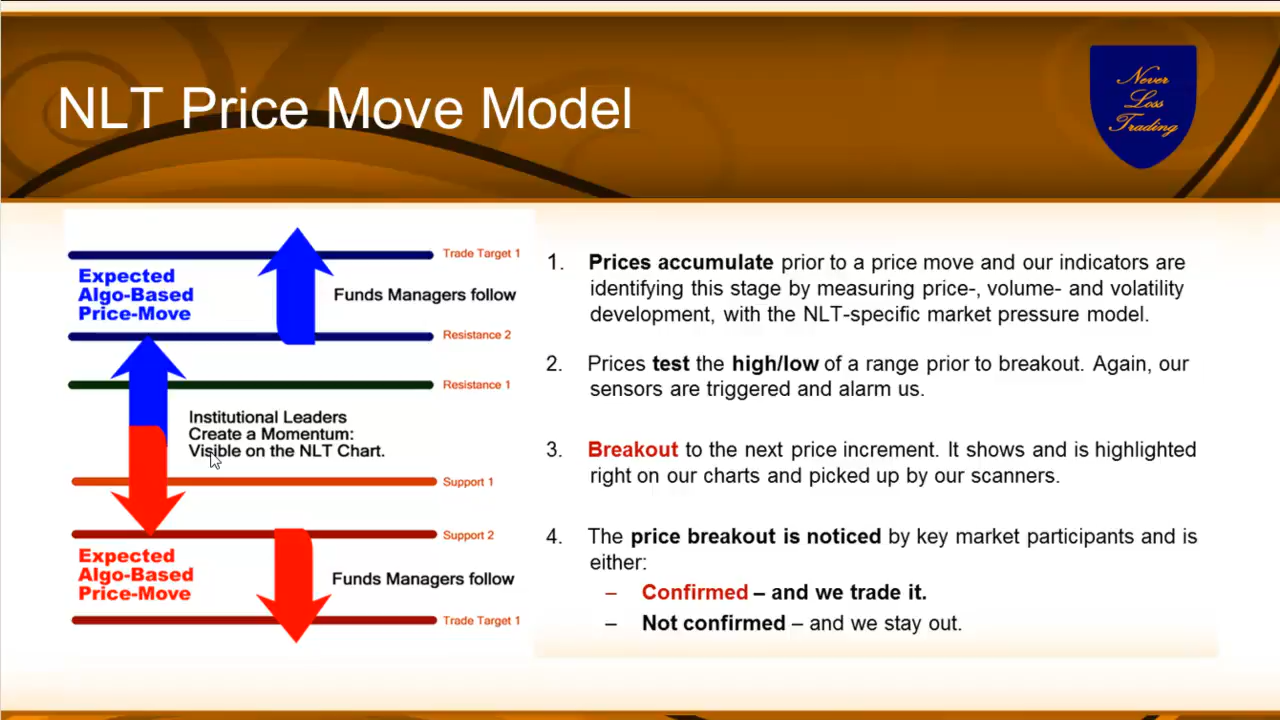 NLT Price Move Model
Never
Loss
Trading
Trade Target 1
Expected
Algo-Based
Price-Move
Funds Managers follow
Resistance 2
Resistance 1
Institutional Leaders
Create a Momentum:
Visible on the NLT Chart.
Support 1
Support 2
Expected
Algo-Based
Price-Move
Funds Managers follow
Trade Target 1
1. Prices accumulate prior to a price move and our indicators are
identifying this stage by measuring price-, volume- and volatility
development, with the NLT-specific market pressure model.
2. Prices test the high/low of a range prior to breakout. Again, our
sensors are triggered and alarm us.
3. Breakout to the next price increment. It shows and is highlighted
right on our charts and picked up by our scanners.
4. The price breakout is noticed by key market participants and is
either:
– Confirmed – and we trade it.
– Not confirmed – and we stay out.